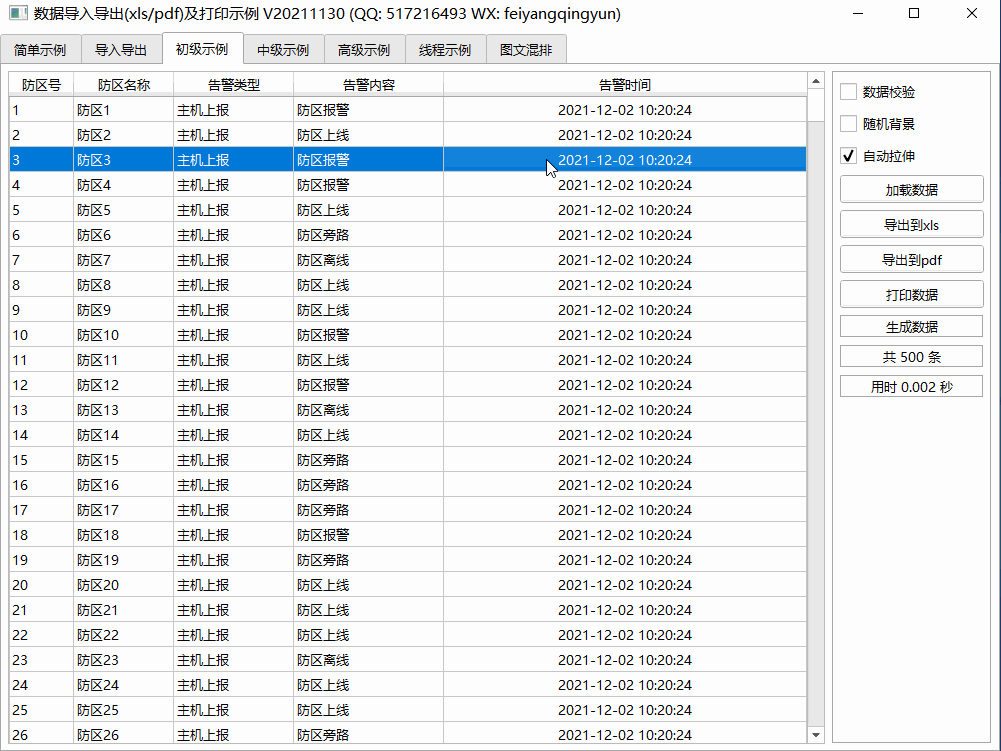 数据导入导出(xls/pdf)及打印示例 V20211130 (QQ: 517216493 WX: feiyangqingyun)
简单示例 导入导出 初级示例 中级示例 高级示例 线程示例 图文混排
防区号 防区名称 告警类型 告警内容 告警时间
1 防区1 主机上报 防区报警 2021-12-02 10:20:24
2 防区2 主机上报 防区上线 2021-12-02 10:20:24
3 防区3 主机上报 防区报警 2021-12-02 10:20:24
4 防区4 主机上报 防区报警 2021-12-02 10:20:24
5 防区5 主机上报 防区上线 2021-12-02 10:20:24
6 防区6 主机上报 防区旁路 2021-12-02 10:20:24
7 防区7 主机上报 防区离线 2021-12-02 10:20:24
8 防区8 主机上报 防区上线 2021-12-02 10:20:24
9 防区9 主机上报 防区上线 2021-12-02 10:20:24
10 防区10 主机上报 防区报警 2021-12-02 10:20:24
11 防区11 主机上报 防区上线 2021-12-02 10:20:24
12 防区12 主机上报 防区报警 2021-12-02 10:20:24
13 防区13 主机上报 防区离线 2021-12-02 10:20:24
14 防区14 主机上报 防区上线 2021-12-02 10:20:24
15 防区15 主机上报 防区旁路 2021-12-02 10:20:24
16 防区16 主机上报 防区旁路 2021-12-02 10:20:24
17 防区17 主机上报 防区旁路 2021-12-02 10:20:24
18 防区18 主机上报 防区报警 2021-12-02 10:20:24
19 防区19 主机上报 防区旁路 2021-12-02 10:20:24
20 防区20 主机上报 防区上线 2021-12-02 10:20:24
21 防区21 主机上报 防区上线 2021-12-02 10:20:24
22 防区22 主机上报 防区上线 2021-12-02 10:20:24
23 防区23 主机上报 防区离线 2021-12-02 10:20:24
24 防区24 主机上报 防区上线 2021-12-02 10:20:24
25 防区25 主机上报 防区上线 2021-12-02 10:20:24
26 防区26 主机上报 防区旁路 2021-12-02 10:20:24
数据校验
随机背景
自动拉伸
加载数据
导出到xls
导出到pdf
打印数据
生成数据
共 500 条
用时 0.002 秒